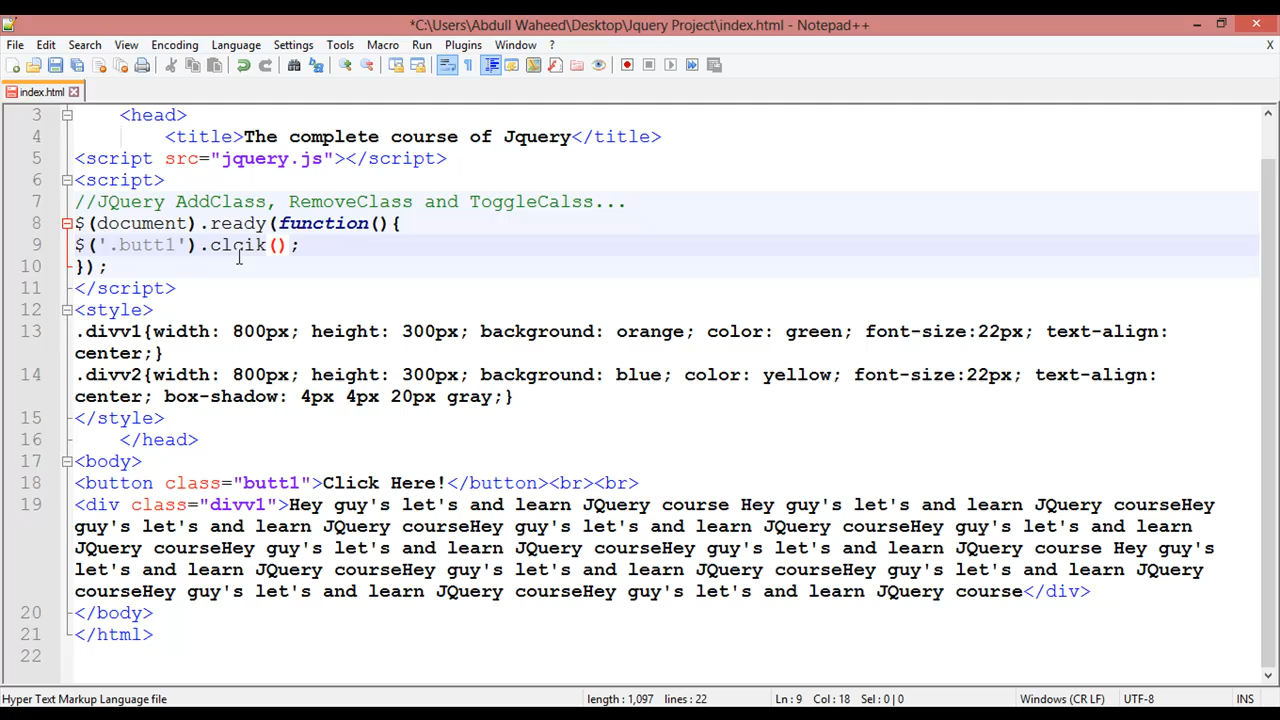 *C:\Users\Abdull Waheed\Desktop\Jquery Project\index.html - Notepad++
File Edit Search View Encoding Language Settings Tools Macro Run Plugins Window ? X
index.html
3 <head>
4 <title>The complete course of Jquery</title>
5 <script src="jquery.js"></script>
6 <script>
7 //JQuery AddClass, RemoveClass and ToggleCalss...
8 $(document).ready(function(){
9 $('.butt1').clcik();
10 });
11 </script>
12 <style>
13 .divv1{width: 800px; height: 300px; background: orange; color: green; font-size:22px; text-align:
center;}
14 .divv2{width: 800px; height: 300px; background: blue; color: yellow; font-size:22px; text-align:
center; box-shadow: 4px 4px 20px gray;}
15 </style>
16 </head>
17 <body>
18 <button class="butt1">Click Here!</button><br><br>
19 <div class="divv1">Hey guy's let's and learn JQuery course Hey guy's let's and learn JQuery courseHey
guy's let's and learn JQuery courseHey guy's let's and learn JQuery courseHey guy's let's and learn
JQuery courseHey guy's let's and learn JQuery courseHey guy's let's and learn JQuery course Hey guy's
let's and learn JQuery courseHey guy's let's and learn JQuery courseHey guy's let's and learn JQuery
courseHey guy's let's and learn JQuery courseHey guy's let's and learn JQuery course</div>
20 </body>
21 </html>
22
Hyper Text Markup Language file length : 1,097 lines : 22 Ln : 9 Col : 18 Sel : 0 | 0 Windows (CR LF) UTF-8 INS